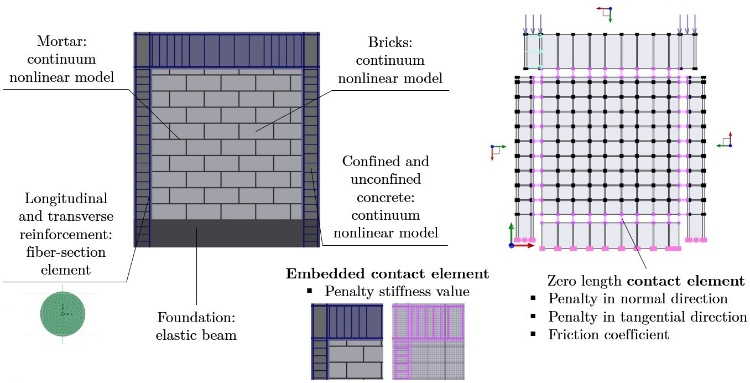 Mortar:
continuum
nonlinear model
Bricks:
continuum
nonlinear model
Longitudinal
and transverse
reinforcement:
fiber-section
element
Confined and
unconfined
concrete:
continuum
nonlinear model
Foundation:
elastic beam
Embedded contact element
▪ Penalty stiffness value
Zero length contact element
▪ Penalty in normal direction
▪ Penalty in tangential direction
▪ Friction coefficient